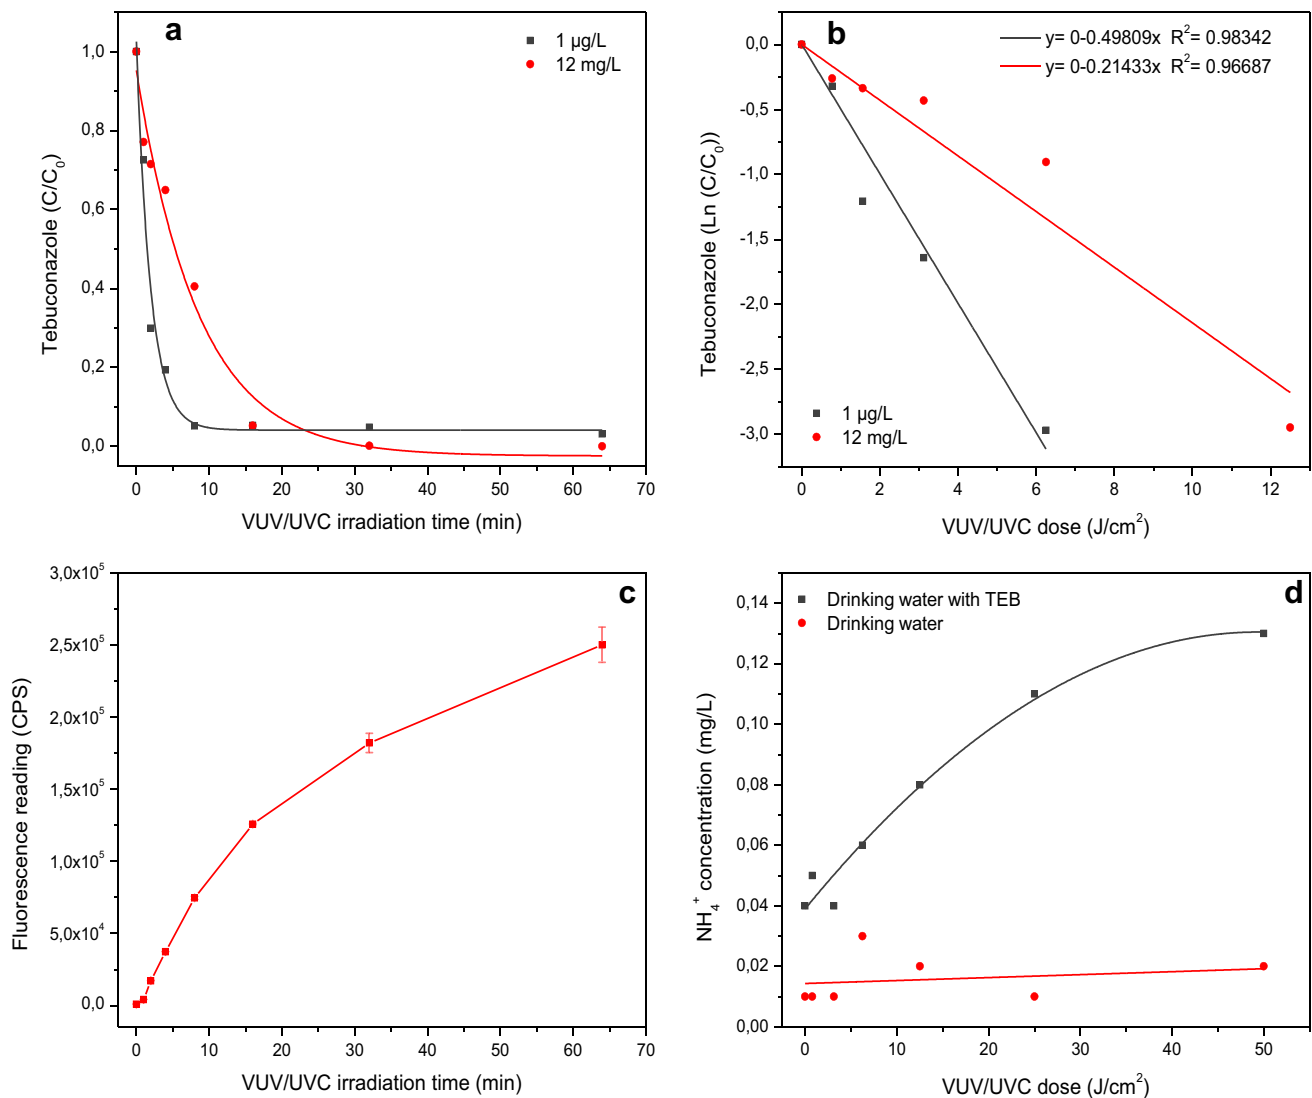 a
1 µg/L
12 mg/L
1,0
0,8
0,6
0,4
0,2
0,0
Tebuconazole (C/C₀)
0 10 20 30 40 50 60 70
VUV/UVC irradiation time (min)
b
y= 0-0.49809x R²= 0.98342
y= 0-0.21433x R²= 0.96687
0,0
-0,5
-1,0
-1,5
-2,0
-2,5
-3,0
Tebuconazole (Ln (C/C₀))
1 µg/L
12 mg/L
0 2 4 6 8 10 12
VUV/UVC dose (J/cm²)
c
3,0x10⁵
2,5x10⁵
2,0x10⁵
1,5x10⁵
1,0x10⁵
5,0x10⁴
0,0
Fluorescence reading (CPS)
0 10 20 30 40 50 60 70
VUV/UVC irradiation time (min)
d
Drinking water with TEB
Drinking water
0,14
0,12
0,10
0,08
0,06
0,04
0,02
0,00
NH₄⁺ concentration (mg/L)
0 10 20 30 40 50
VUV/UVC dose (J/cm²)